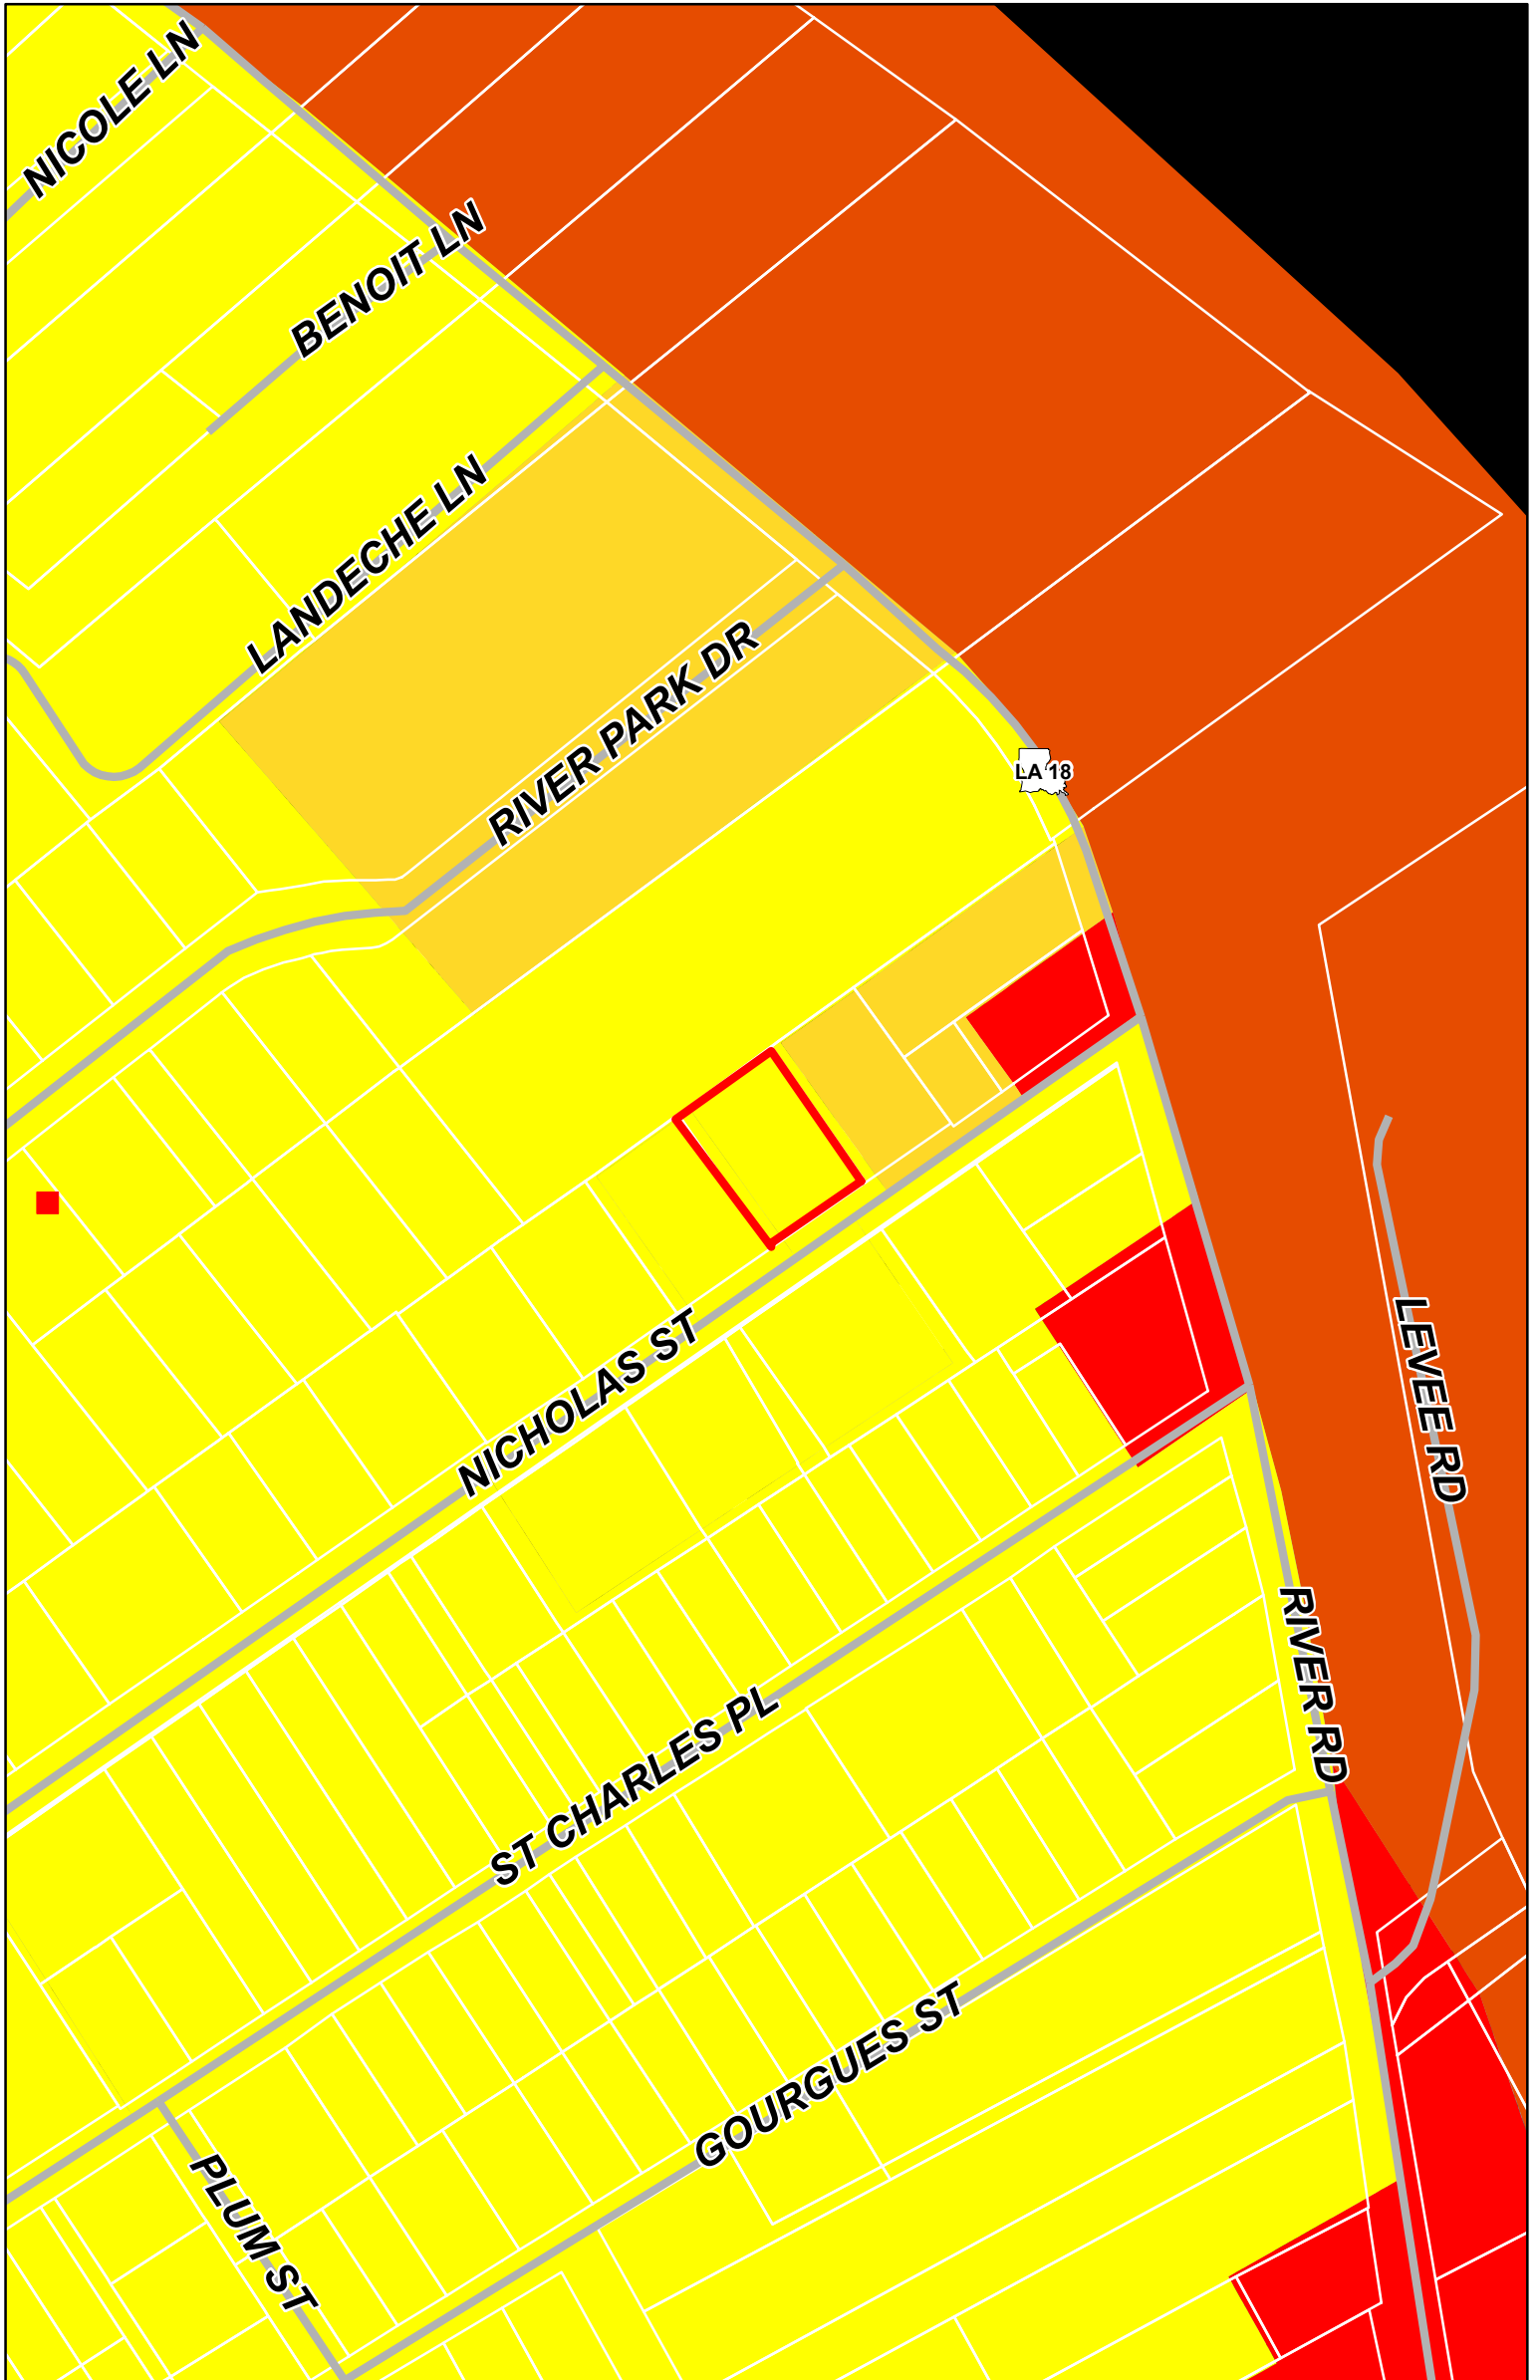 NICOLE LN
BENOIT LN
LANDECHE LN
RIVER PARK DR
LA 18
NICHOLAS ST
LEVEE RD
RIVER RD
ST CHARLES PL
GOURGUES ST
PLUM ST